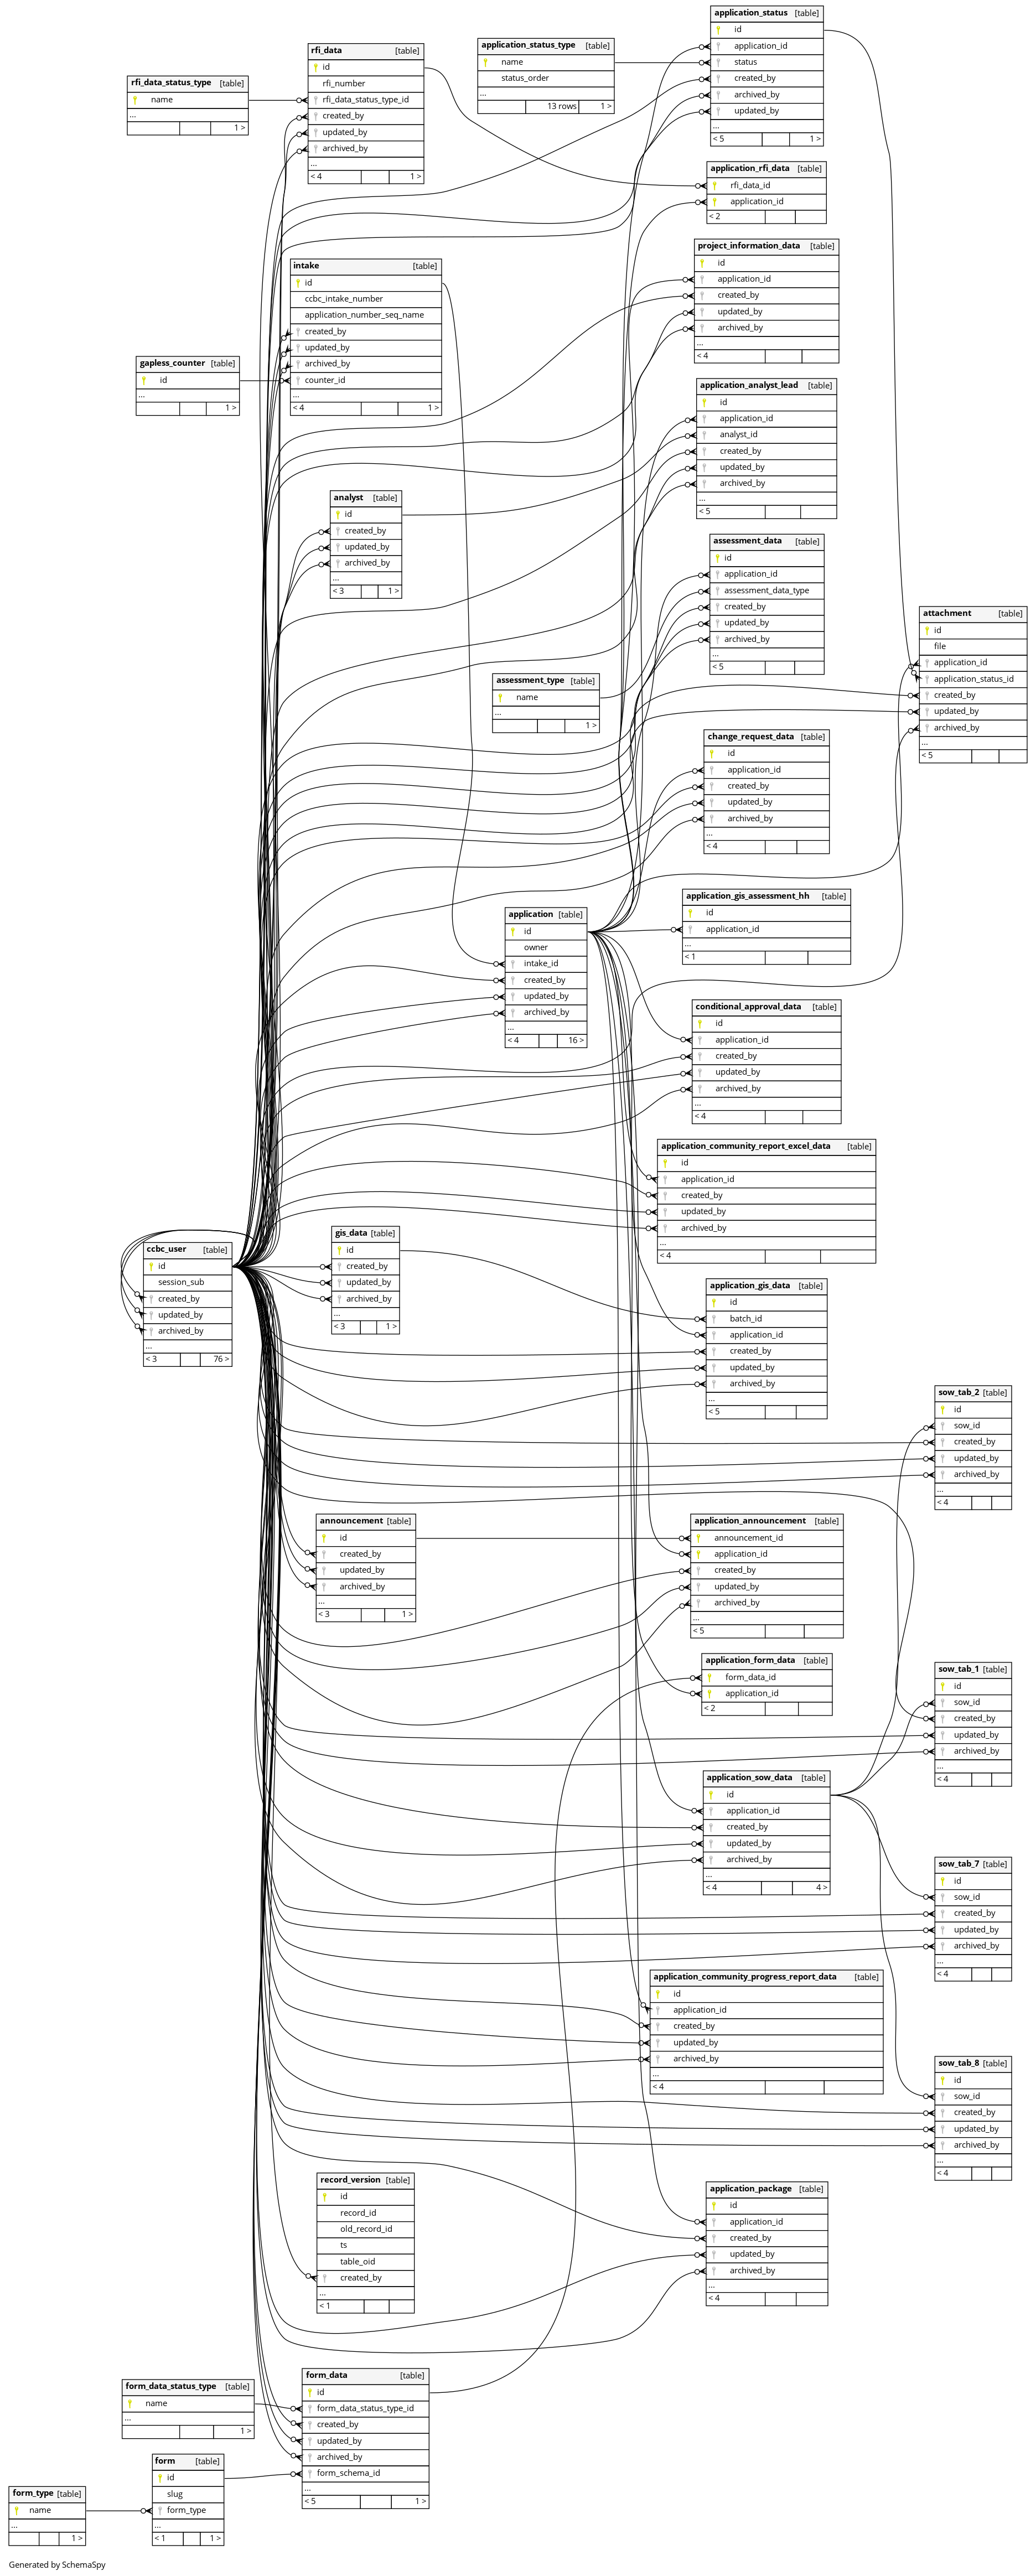 application_status [table]
id
application_id
status
created_by
archived_by
updated_by
...
< 5 1 >
application_status_type [table]
name
status_order
...
13 rows 1 >
rfi_data [table]
id
rfi_number
rfi_data_status_type_id
created_by
updated_by
archived_by
...
< 4 1 >
rfi_data_status_type [table]
name
...
1 >
application_rfi_data [table]
rfi_data_id
application_id
< 2
project_information_data [table]
id
application_id
created_by
updated_by
archived_by
...
< 4
intake [table]
id
ccbc_intake_number
application_number_seq_name
created_by
updated_by
archived_by
counter_id
...
< 4 1 >
gapless_counter [table]
id
...
1 >
application_analyst_lead [table]
id
application_id
analyst_id
created_by
updated_by
archived_by
...
< 5
analyst [table]
id
created_by
updated_by
archived_by
...
< 3 1 >
assessment_data [table]
id
application_id
assessment_data_type
created_by
updated_by
archived_by
...
< 5
attachment [table]
id
file
application_id
application_status_id
created_by
updated_by
archived_by
...
< 5
assessment_type [table]
name
...
1 >
change_request_data [table]
id
application_id
created_by
updated_by
archived_by
...
< 4
application_gis_assessment_hh [table]
id
application_id
...
< 1
application [table]
id
owner
intake_id
created_by
updated_by
archived_by
...
< 4 16 >
conditional_approval_data [table]
id
application_id
created_by
updated_by
archived_by
...
< 4
application_community_report_excel_data [table]
id
application_id
created_by
updated_by
archived_by
...
< 4
gis_data [table]
id
created_by
updated_by
archived_by
...
< 3 1 >
ccbc_user [table]
id
session_sub
created_by
updated_by
archived_by
...
< 3 76 >
application_gis_data [table]
id
batch_id
application_id
created_by
updated_by
archived_by
...
< 5
sow_tab_2 [table]
id
sow_id
created_by
updated_by
archived_by
...
< 4
announcement [table]
id
created_by
updated_by
archived_by
...
< 3 1 >
application_announcement [table]
announcement_id
application_id
created_by
updated_by
archived_by
...
< 5
application_form_data [table]
form_data_id
application_id
< 2
sow_tab_1 [table]
id
sow_id
created_by
updated_by
archived_by
...
< 4
application_sow_data [table]
id
application_id
created_by
updated_by
archived_by
...
< 4 4 >
sow_tab_7 [table]
id
sow_id
created_by
updated_by
archived_by
...
< 4
application_community_progress_report_data [table]
id
application_id
created_by
updated_by
archived_by
...
< 4
sow_tab_8 [table]
id
sow_id
created_by
updated_by
archived_by
...
< 4
record_version [table]
id
record_id
old_record_id
ts
table_oid
created_by
...
< 1
application_package [table]
id
application_id
created_by
updated_by
archived_by
...
< 4
form_data [table]
id
form_data_status_type_id
created_by
updated_by
archived_by
form_schema_id
...
< 5 1 >
form_data_status_type [table]
name
...
1 >
form [table]
id
slug
form_type
...
< 1 1 >
form_type [table]
name
...
1 >
Generated by SchemaSpy